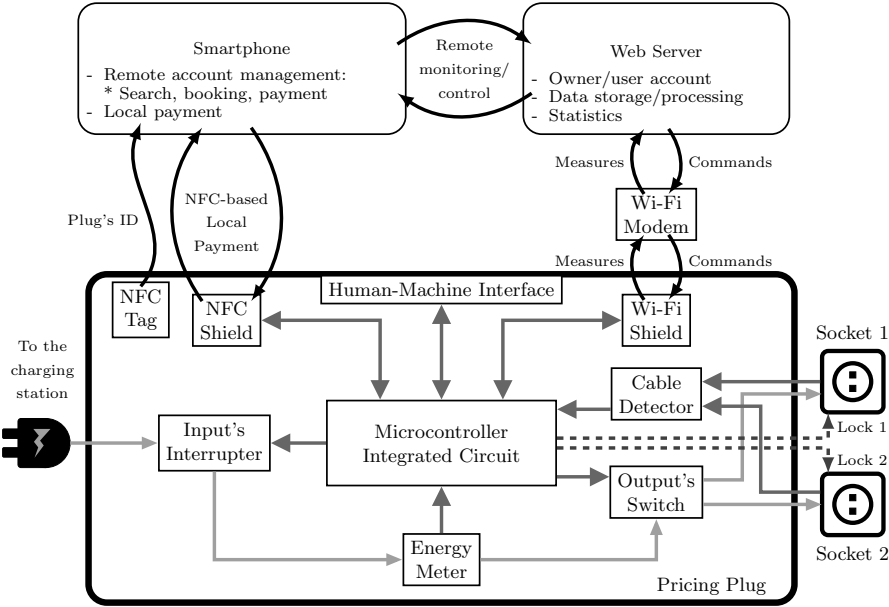 Smartphone
- Remote account management:
* Search, booking, payment
- Local payment
Remote
monitoring/
control
Web Server
- Owner/user account
- Data storage/processing
- Statistics
Plug's ID
NFC-based
Local
Payment
Measures
Commands
Wi-Fi
Modem
Measures
Commands
NFC
Tag
NFC
Shield
Human-Machine Interface
Wi-Fi
Shield
To the
charging
station
Socket 1
Cable
Detector
Input's
Interrupter
Microcontroller
Integrated Circuit
Lock 1
Lock 2
Output's
Switch
Energy
Meter
Socket 2
Pricing Plug